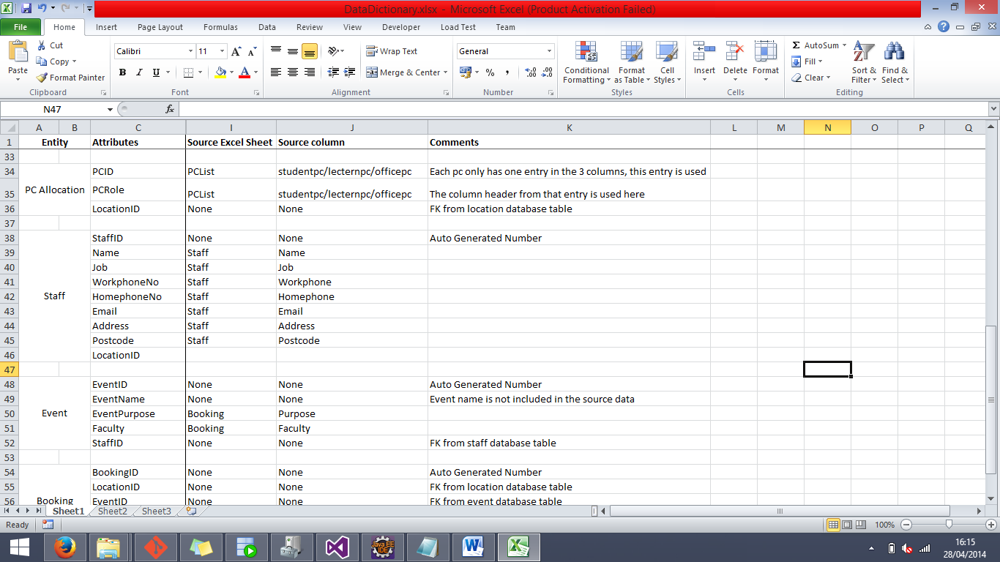 DataDictionary.xlsx - Microsoft Excel (Product Activation Failed)
File Home Insert Page Layout Formulas Data Review View Developer Load Test Team
Paste Cut Copy Format Painter
Calibri 11
B I U
Wrap Text
Merge & Center
General
% ,
Conditional Formatting Format as Table Cell Styles
Insert Delete Format
AutoSum Fill Clear
Sort & Filter Find & Select
Clipboard Font Alignment Number Styles Cells Editing
N47 fx
A B C I J K L M N O P Q
1 Entity Attributes Source Excel Sheet Source column Comments
33
34 PCID PCList studentpc/lecternpc/officepc Each pc only has one entry in the 3 columns, this entry is used
35 PC Allocation PCRole PCList studentpc/lecternpc/officepc The column header from that entry is used here
36 LocationID None None FK from location database table
37
38 StaffID None None Auto Generated Number
39 Name Staff Name
40 Job Staff Job
41 WorkphoneNo Staff Workphone
42 Staff HomephoneNo Staff Homephone
43 Email Staff Email
44 Address Staff Address
45 Postcode Staff Postcode
46 LocationID
47
48 EventID None None Auto Generated Number
49 EventName None None Event name is not included in the source data
50 Event EventPurpose Booking Purpose
51 Faculty Booking Faculty
52 StaffID None None FK from staff database table
53
54 BookingID None None Auto Generated Number
55 LocationID None None FK from location database table
56 Booking EventID None None FK from event database table
Sheet1 Sheet2 Sheet3
Ready 100%
Java EE IDE
16:15
28/04/2014